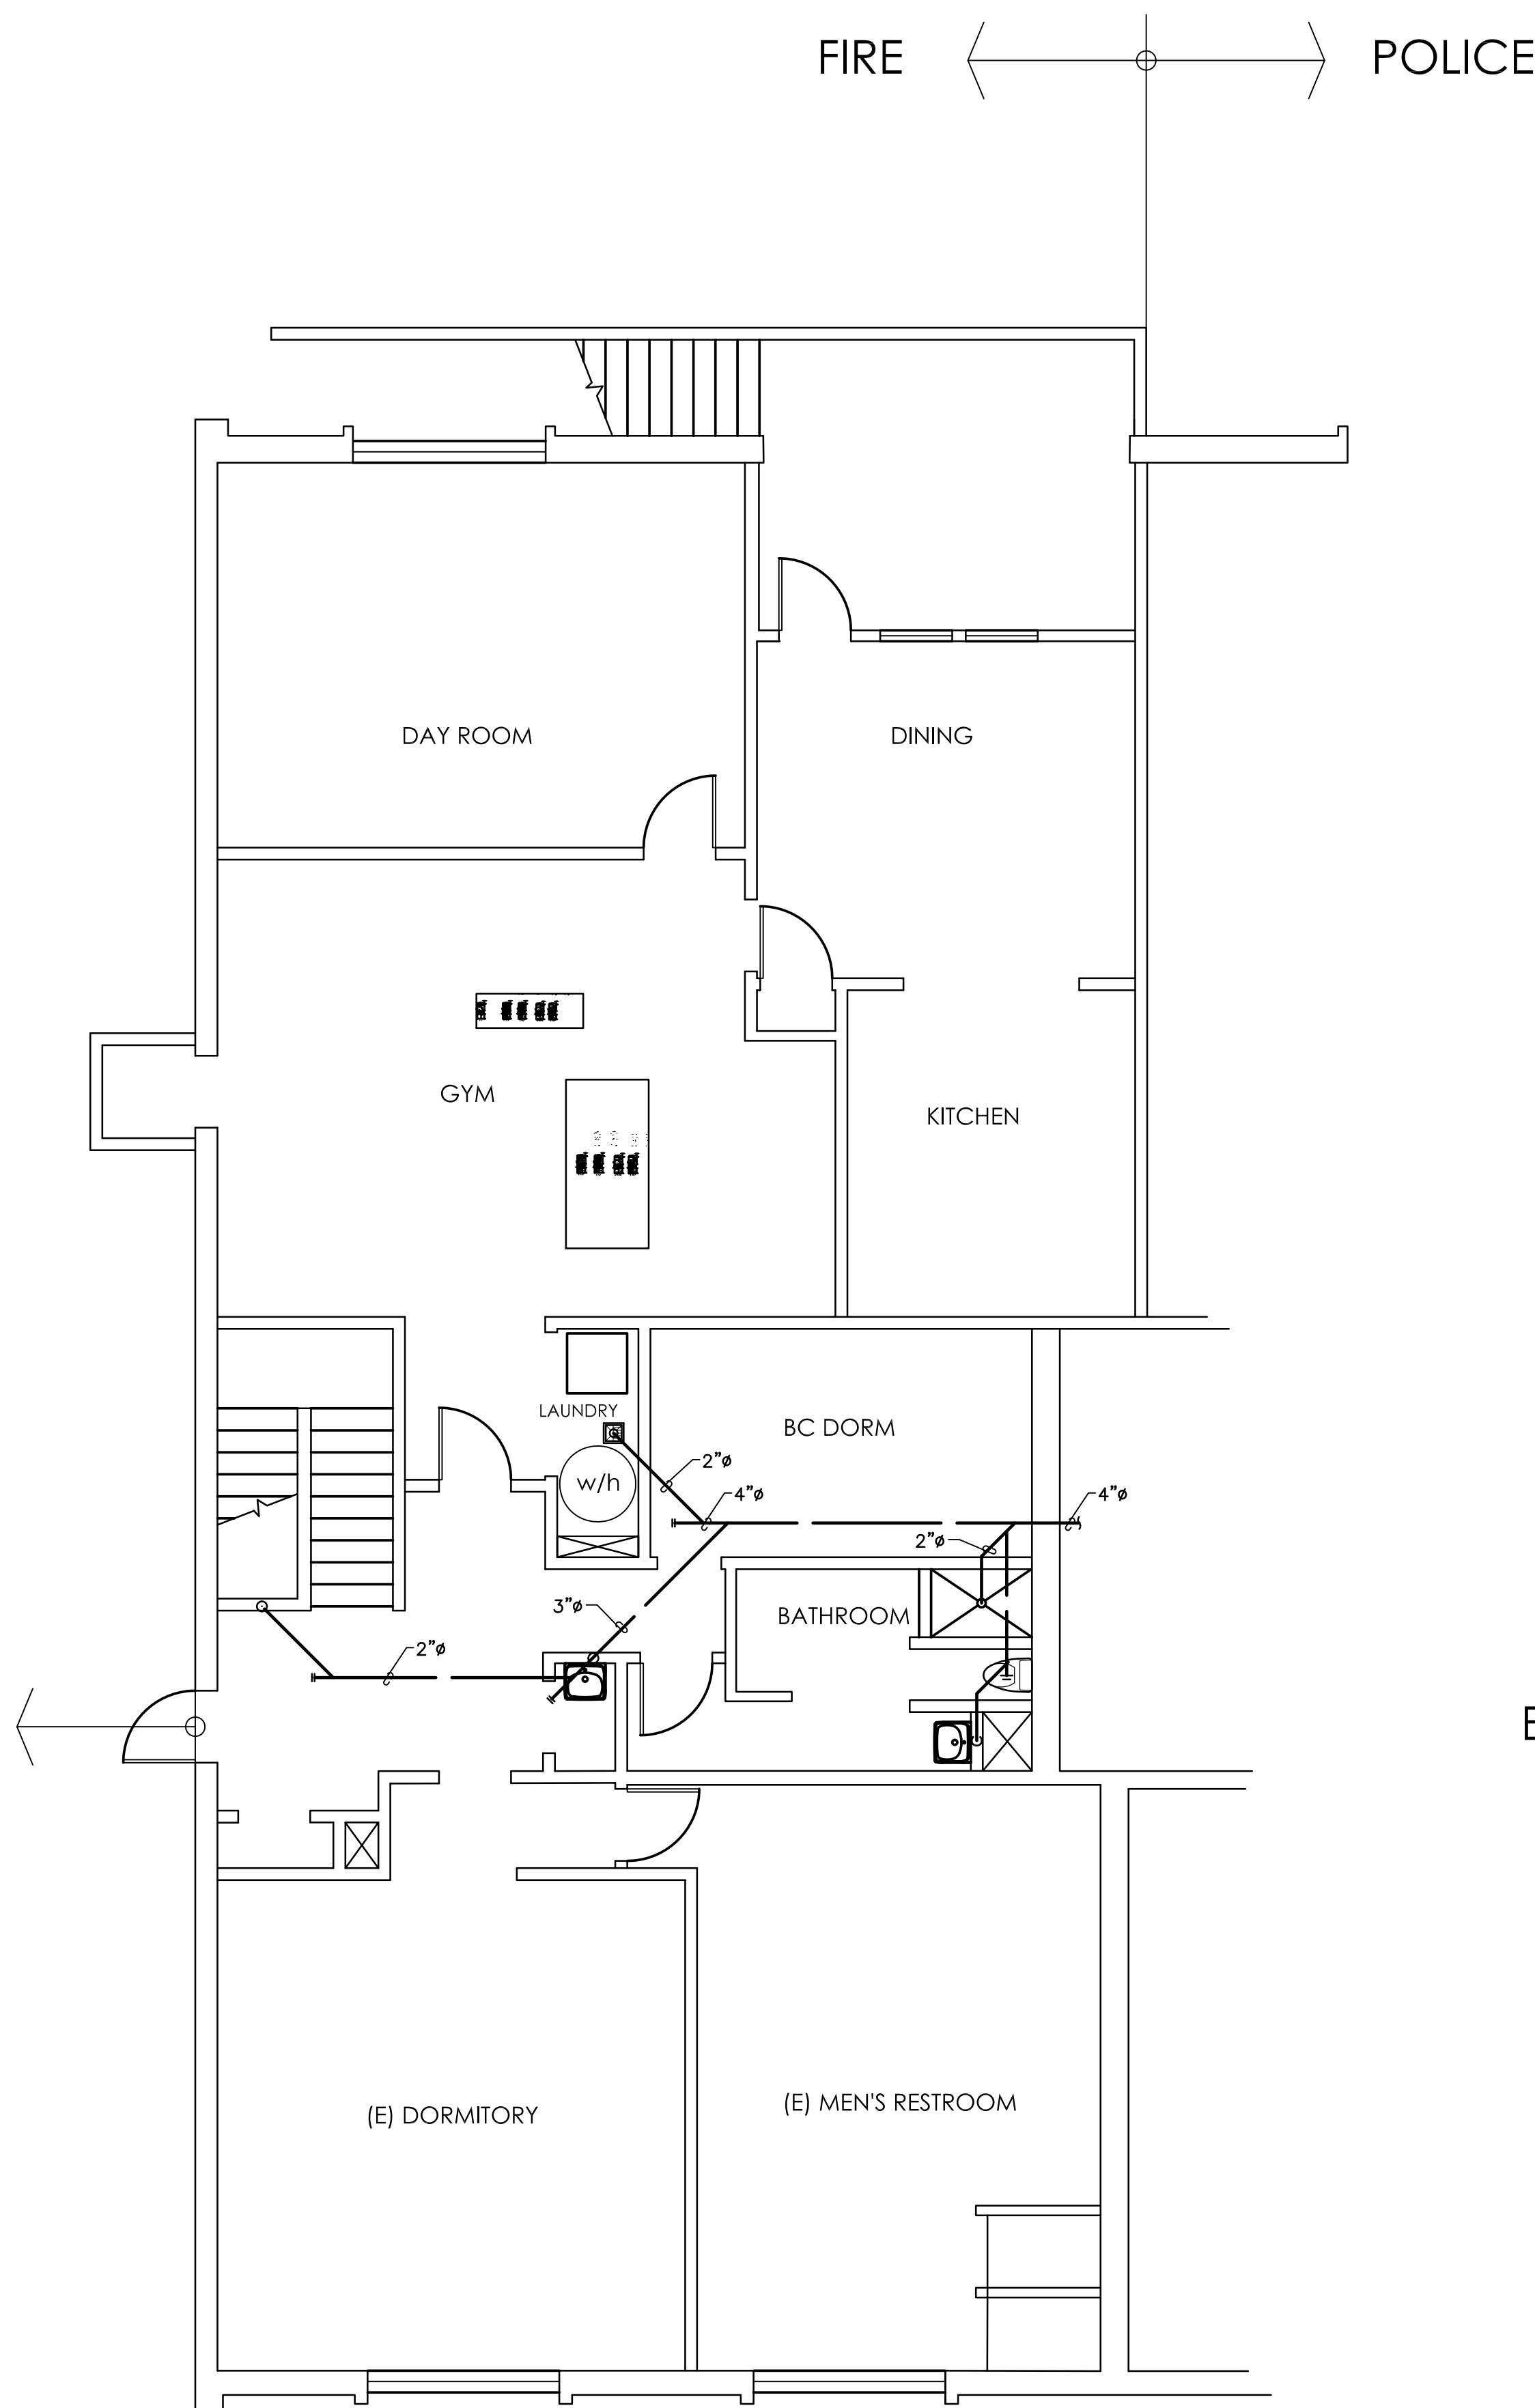 FIRE
POLICE
DAY ROOM
DINING
GYM
KITCHEN
LAUNDRY
BC DORM
2"ø
w/h
4"ø
4"ø
2"ø
3"ø
BATHROOM
2"ø
(E) MEN'S RESTROOM
(E) DORMITORY